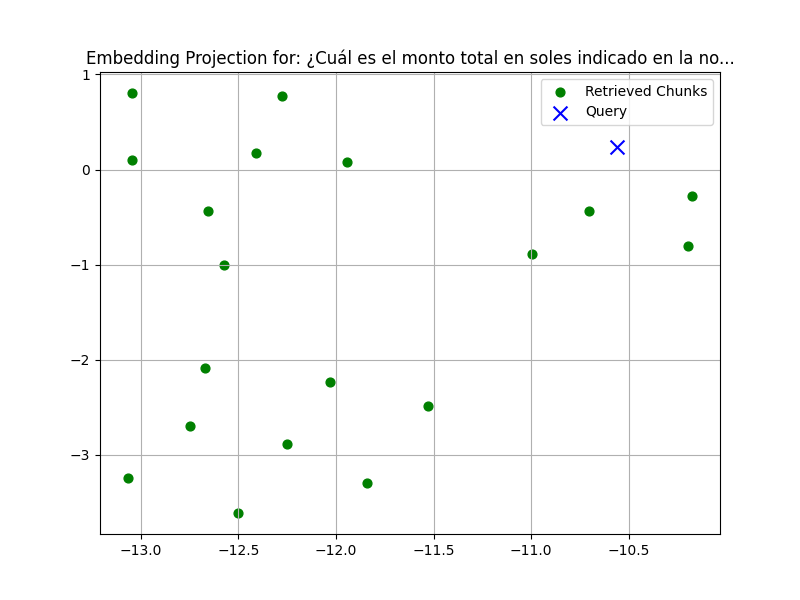 Embedding Projection for: ¿Cuál es el monto total en soles indicado en la no...
Retrieved Chunks
Query
1
0
−1
−2
−3
−13.0 −12.5 −12.0 −11.5 −11.0 −10.5